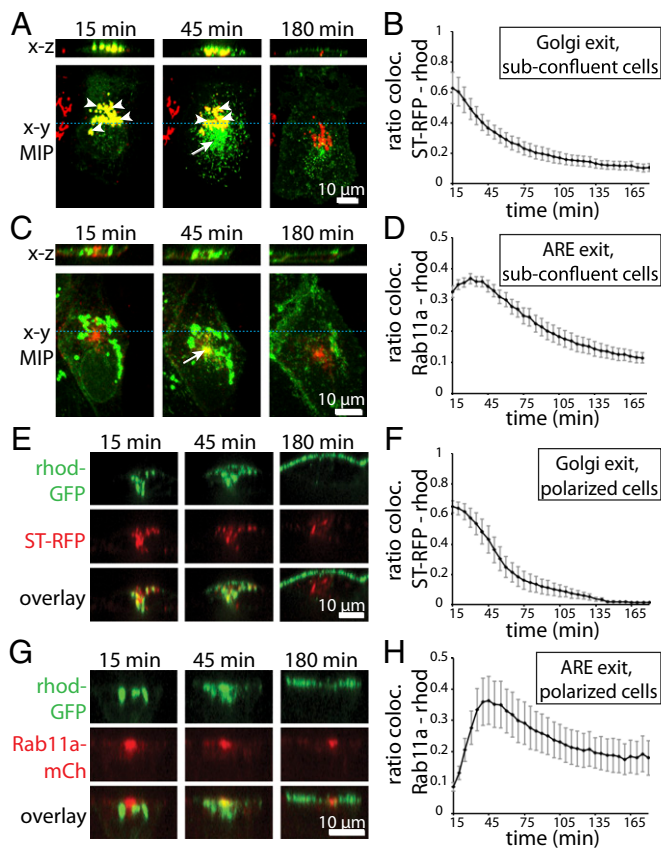 A
15 min
45 min
180 min
x-z
x-y
MIP
10 µm
B
Golgi exit,
sub-confluent cells
ratio coloc.
ST-RFP - rhod
1
0.8
0.6
0.4
0.2
0
15 45 75 105 135 165
time (min)
C
15 min
45 min
180 min
x-z
x-y
MIP
10 µm
D
ARE exit,
sub-confluent cells
ratio coloc.
Rab11a - rhod
0.5
0.4
0.3
0.2
0.1
0
15 45 75 105 135 165
time (min)
E
15 min
45 min
180 min
rhod-
GFP
ST-RFP
overlay
10 µm
F
Golgi exit,
polarized cells
ratio coloc.
ST-RFP - rhod
1
0.8
0.6
0.4
0.2
0
15 45 75 105 135 165
time (min)
G
15 min
45 min
180 min
rhod-
GFP
Rab11a-
mCh
overlay
10 µm
H
ARE exit,
polarized cells
ratio coloc.
Rab11a - rhod
0.5
0.4
0.3
0.2
0.1
0
15 45 75 105 135 165
time (min)